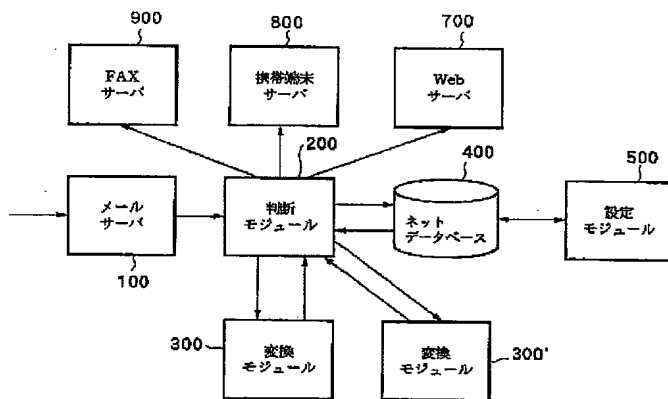 900
800
700
FAX
サーバ
携帯端末
サーバ
Web
サーバ
200
400
500
メール
サーバ
判断
モジュール
ネット
データベース
設定
モジュール
100
300
変換
モジュール
変換
モジュール
300'